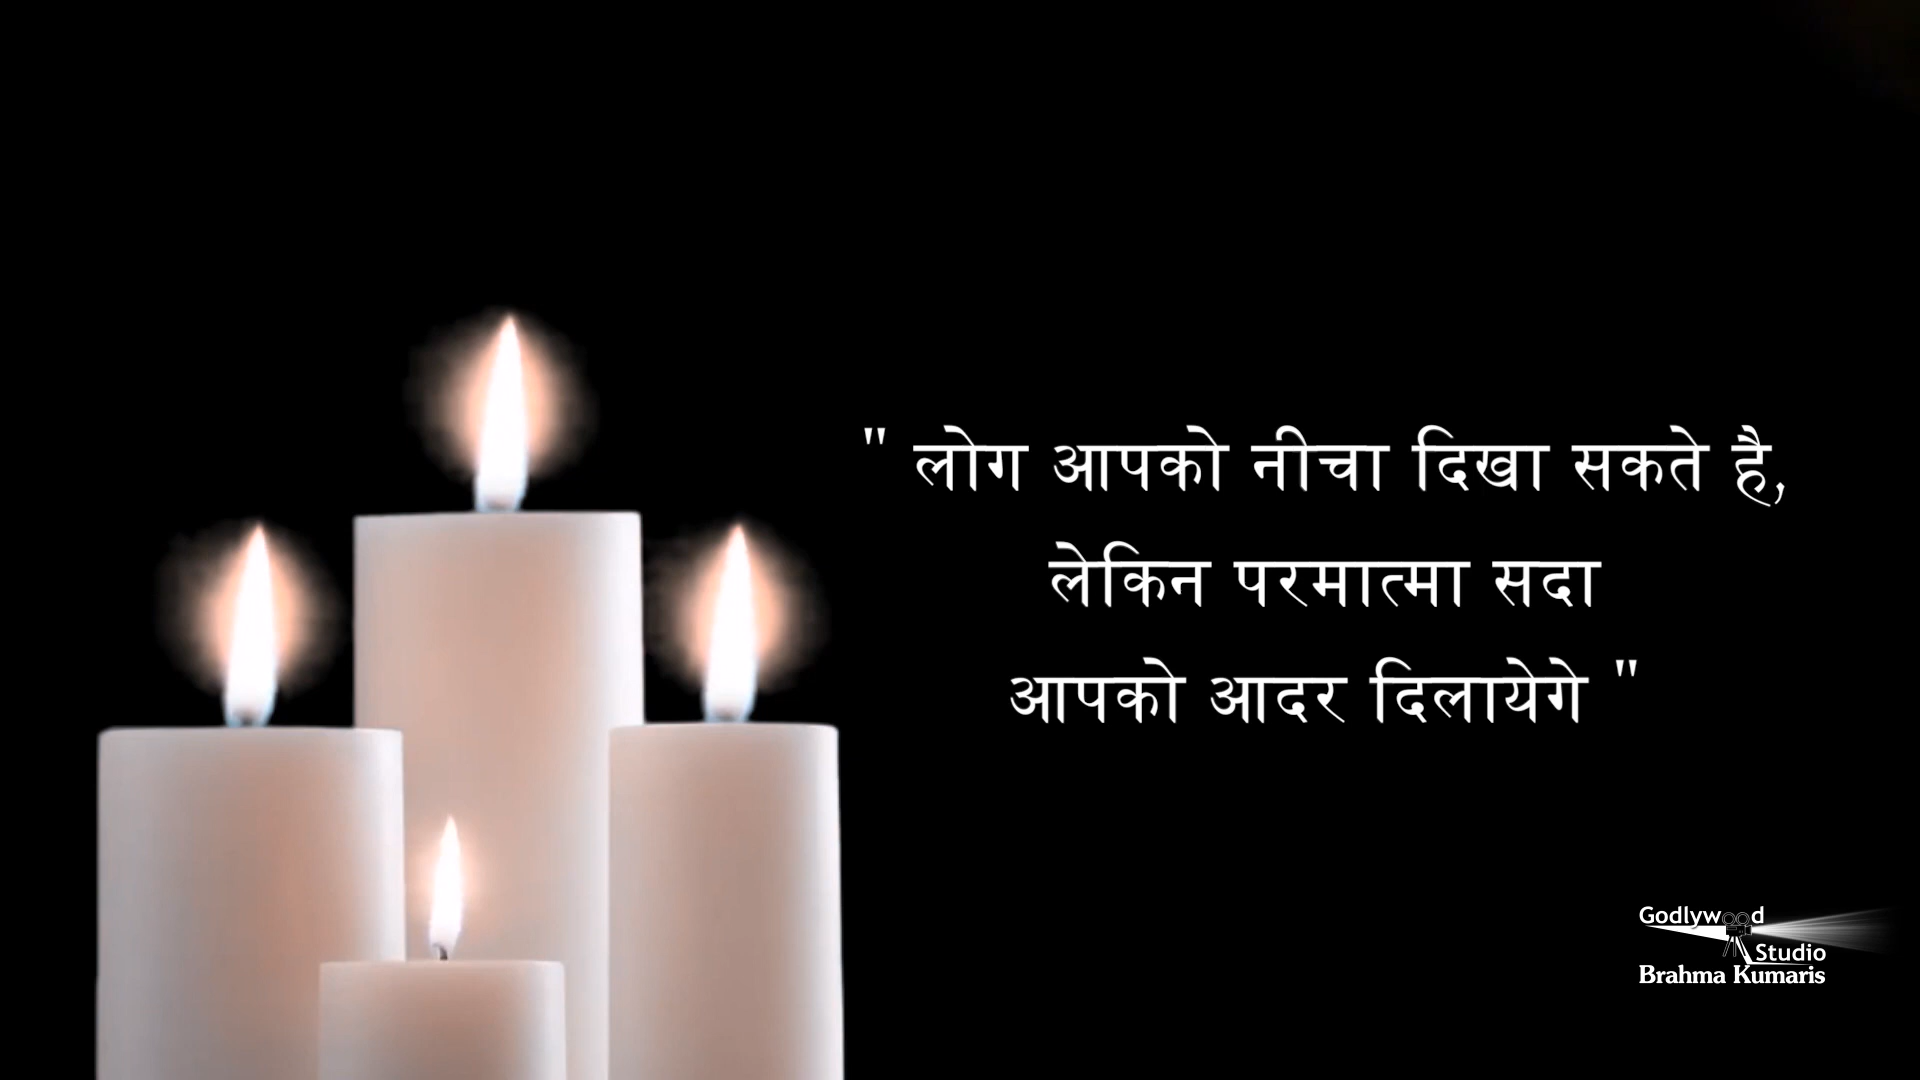 " लोग आपको नीचा दिखा सकते है,
लेकिन परमात्मा सदा
आपको आदर दिलायेगे "
Godlywood
Studio
Brahma Kumaris